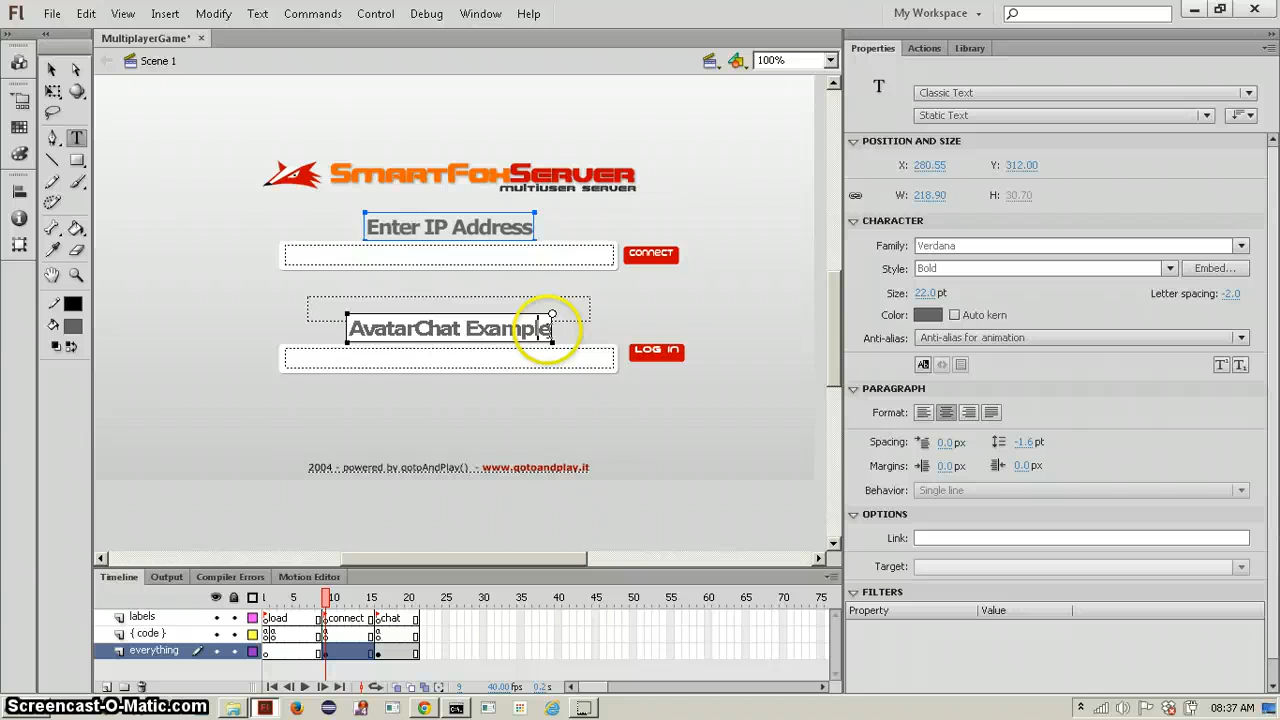 Fl File Edit View Insert Modify Text Commands Control Debug Window Help My Workspace
MultiplayerGame* ×
Properties Actions Library
Scene 1 100%
T Classic Text
Static Text
POSITION AND SIZE
X: 280.55 Y: 312.00
W: 218.90 H: 30.70
SmartFoxServer
multiuser server
Enter IP Address
CONNECT
AvatarChat Example
LOG IN
2004 - powered by gotoAndPlay() - www.gotoandplay.it
CHARACTER
Family: Verdana
Style: Bold Embed...
Size: 22.0 pt Letter spacing: -2.0
Color: Auto kern
Anti-alias: Anti-alias for animation
PARAGRAPH
Format:
Spacing: 0.0 px -1.6 pt
Margins: 0.0 px 0.0 px
Behavior: Single line
OPTIONS
Link:
Target:
FILTERS
Property Value
Timeline Output Compiler Errors Motion Editor
1 5 10 15 20 25 30 35 40 45 50 55 60 65 70 75
labels load connect chat
{ code }
everything
9 40.00 fps 0.2 s
Screencast-O-Matic.com
08:37 AM